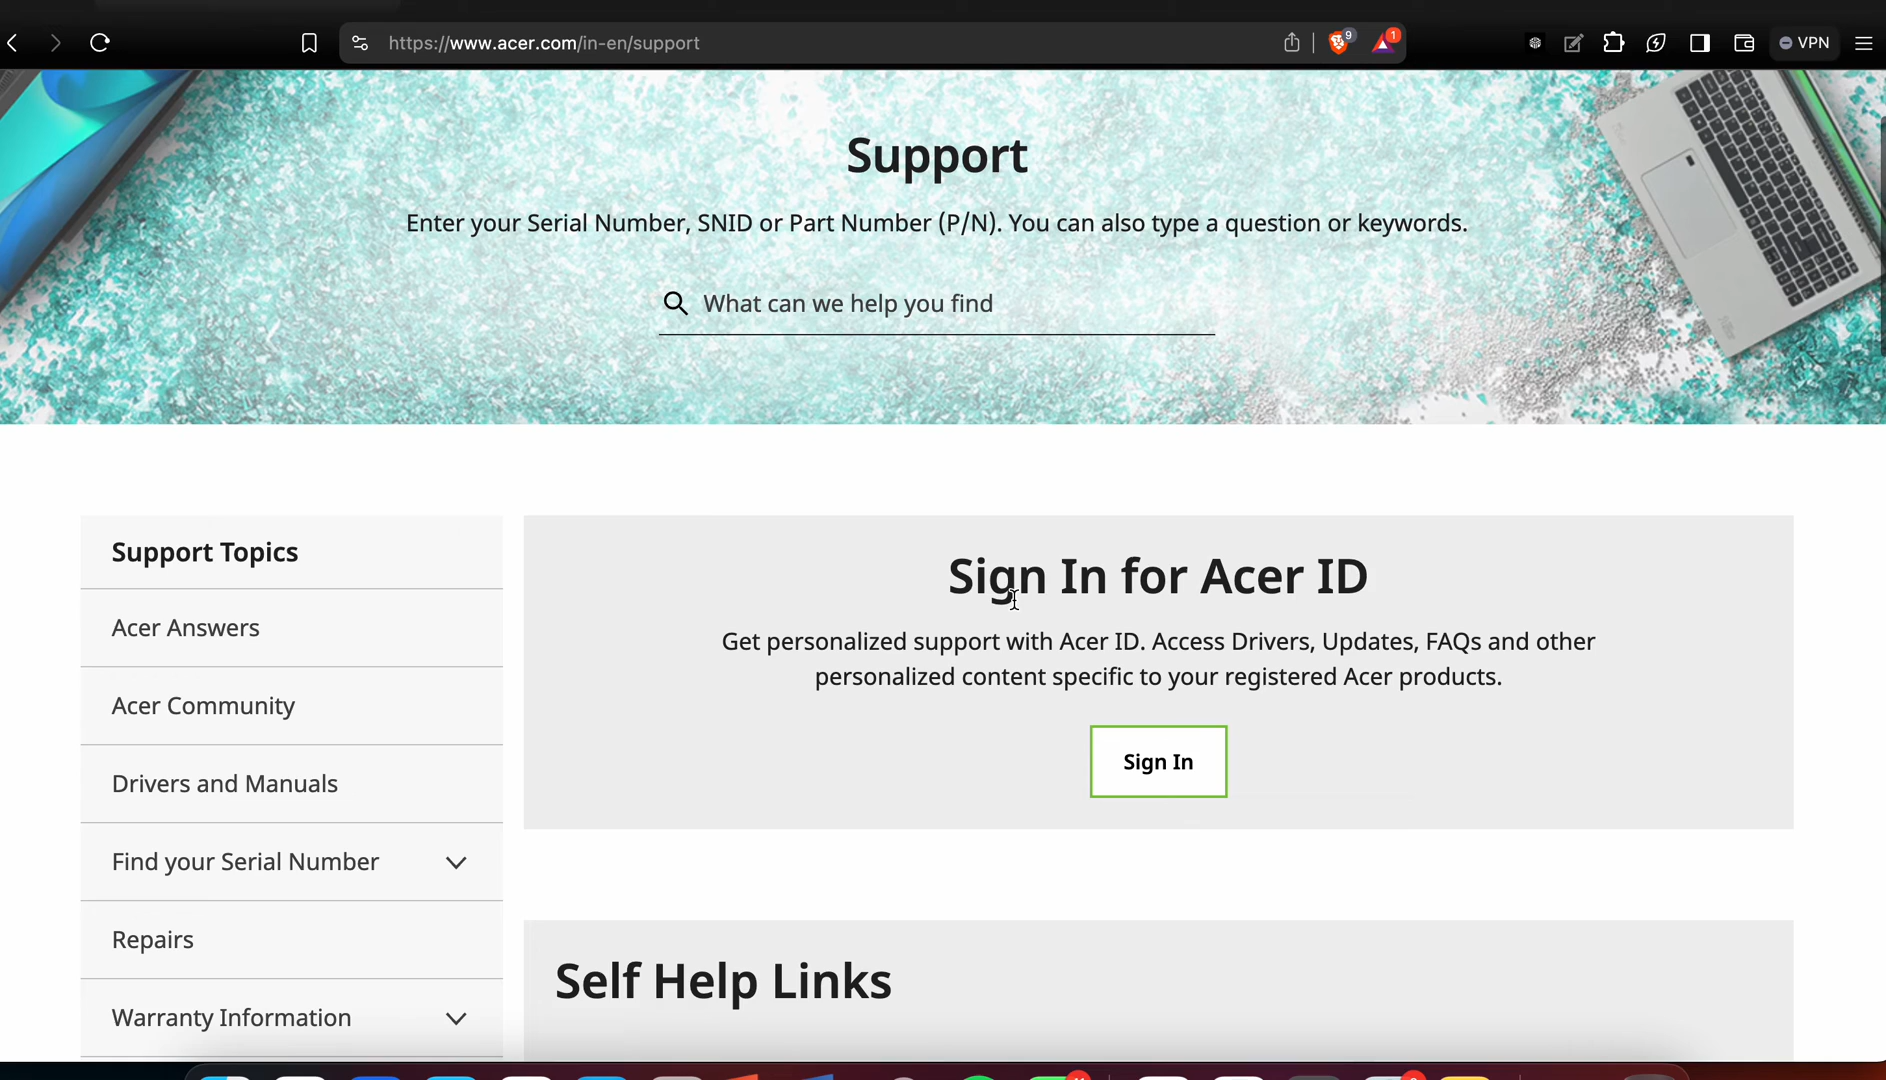 https://www.acer.com/in-en/support
9
1
VPN
Support
Enter your Serial Number, SNID or Part Number (P/N). You can also type a question or keywords.
What can we help you find
Support Topics
Acer Answers
Acer Community
Drivers and Manuals
Find your Serial Number
Repairs
Warranty Information
Sign In for Acer ID
Get personalized support with Acer ID. Access Drivers, Updates, FAQs and other
personalized content specific to your registered Acer products.
Sign In
Self Help Links